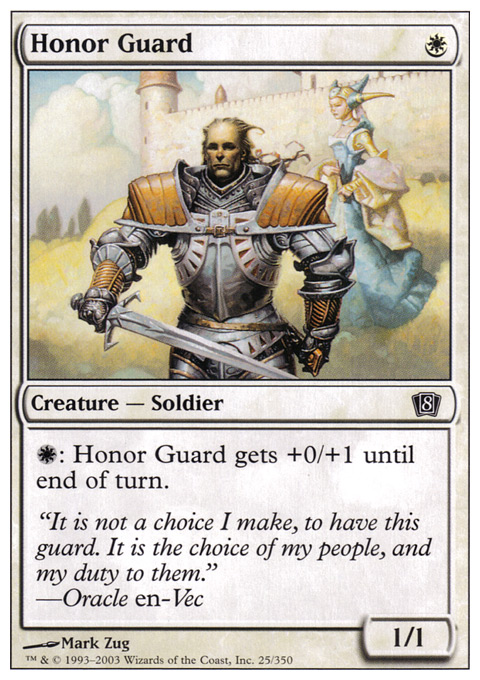 Honor Guard
Creature — Soldier
8
: Honor Guard gets +0/+1 until
end of turn.
“It is not a choice I make, to have this
guard. It is the choice of my people, and
my duty to them.”
—Oracle en-Vec
Mark Zug
1/1
™ & © 1993–2003 Wizards of the Coast, Inc. 25/350